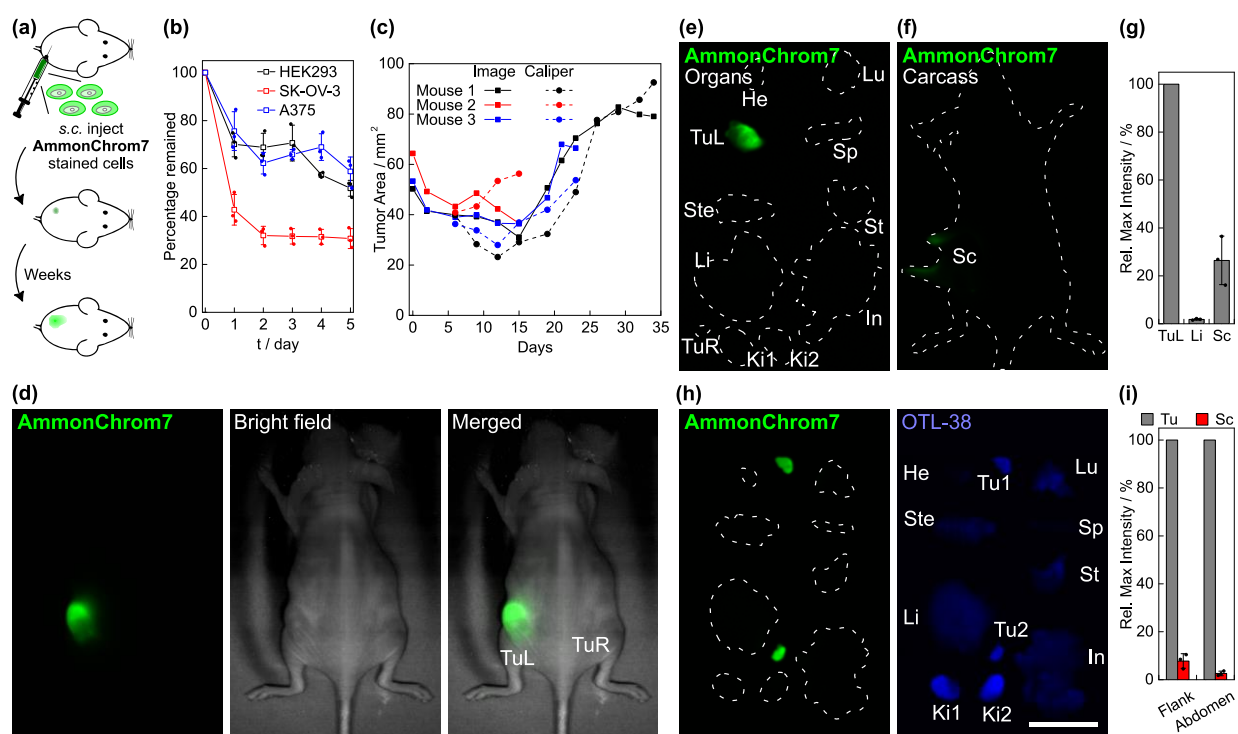 (a)
s.c. inject
AmmonChrom7
stained cells
Weeks
(b)
HEK293
SK-OV-3
A375
Percentage remained
100
80
60
40
20
0
0 1 2 3 4 5
t / day
(c)
Image Caliper
Mouse 1
Mouse 2
Mouse 3
Tumor Area / mm²
100
80
60
40
20
0
0 5 10 15 20 25 30 35
Days
(d)
AmmonChrom7
Bright field
Merged
TuL
TuR
(e)
AmmonChrom7
Organs
He
Lu
TuL
Sp
Ste
St
Li
In
TuR
Ki1
Ki2
(f)
AmmonChrom7
Carcass
Sc
(g)
Rel. Max Intensity / %
100
80
60
40
20
0
TuL Li Sc
(h)
AmmonChrom7
OTL-38
He
Tu1
Lu
Ste
Sp
St
Li
Tu2
In
Ki1
Ki2
(i)
Tu Sc
Rel. Max Intensity / %
100
80
60
40
20
0
Flank
Abdomen